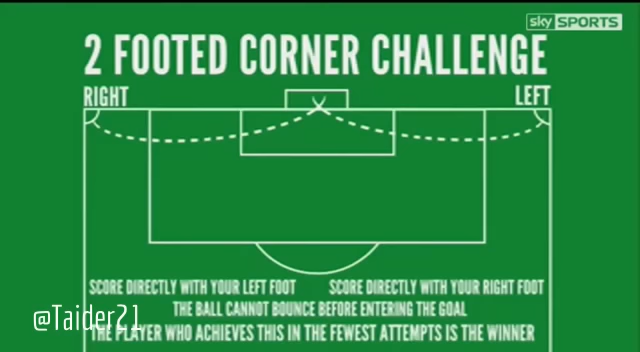 sky SPORTS
2 FOOTED CORNER CHALLENGE
RIGHT LEFT
SCORE DIRECTLY WITH YOUR LEFT FOOT SCORE DIRECTLY WITH YOUR RIGHT FOOT
THE BALL CANNOT BOUNCE BEFORE ENTERING THE GOAL
@Taider21
THE PLAYER WHO ACHIEVES THIS IN THE FEWEST ATTEMPTS IS THE WINNER